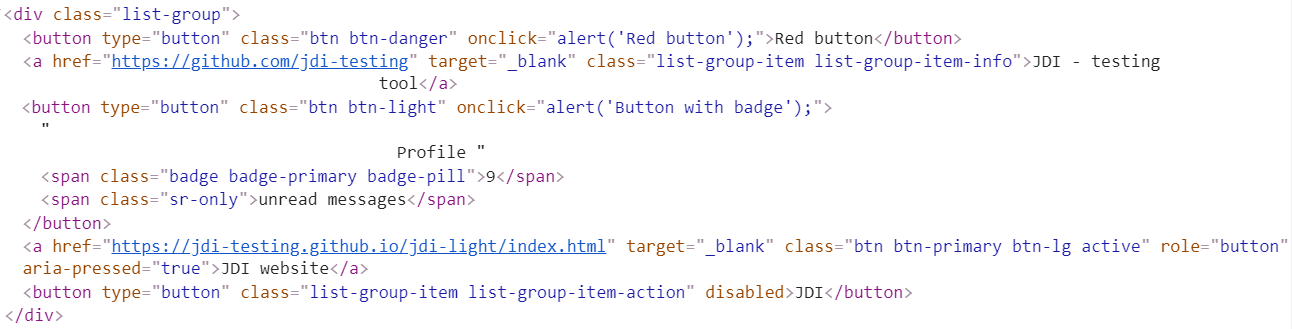 <div class="list-group">
<button type="button" class="btn btn-danger" onclick="alert('Red button');">Red button</button>
<a href="https://github.com/jdi-testing" target="_blank" class="list-group-item list-group-item-info">JDI - testing
tool</a>
<button type="button" class="btn btn-light" onclick="alert('Button with badge');">
"
Profile "
<span class="badge badge-primary badge-pill">9</span>
<span class="sr-only">unread messages</span>
</button>
<a href="https://jdi-testing.github.io/jdi-light/index.html" target="_blank" class="btn btn-primary btn-lg active" role="button"
aria-pressed="true">JDI website</a>
<button type="button" class="list-group-item list-group-item-action" disabled>JDI</button>
</div>